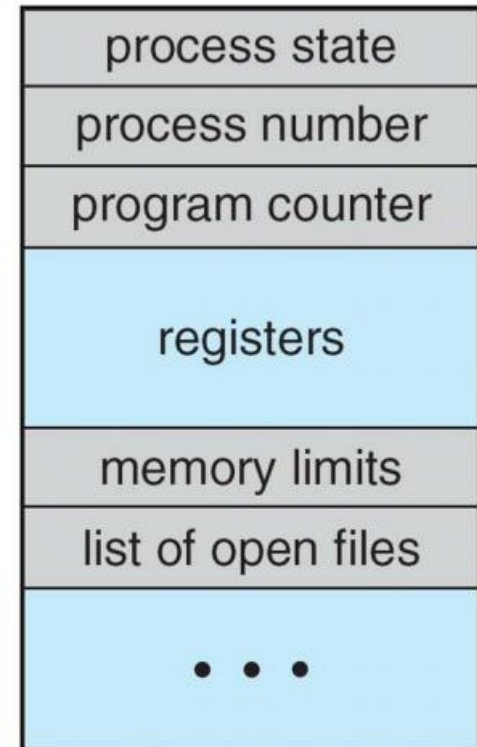 process state
process number
program counter
registers
memory limits
list of open files
• • •